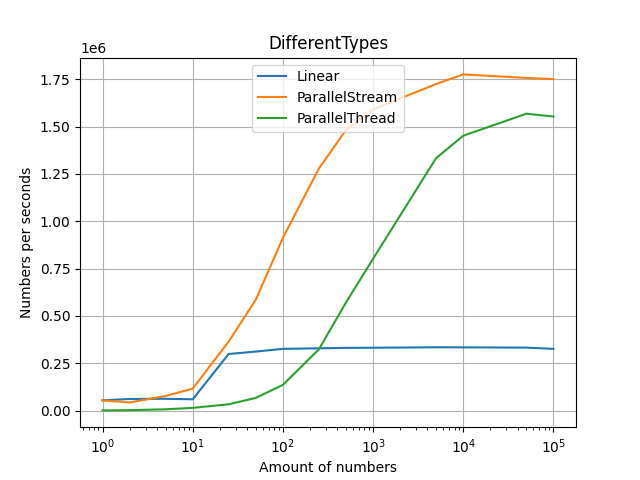 DifferentTypes
1e6
Linear
ParallelStream
ParallelThread
1.75
1.50
1.25
1.00
0.75
0.50
0.25
0.00
Numbers per seconds
10⁰ 10¹ 10² 10³ 10⁴ 10⁵
Amount of numbers